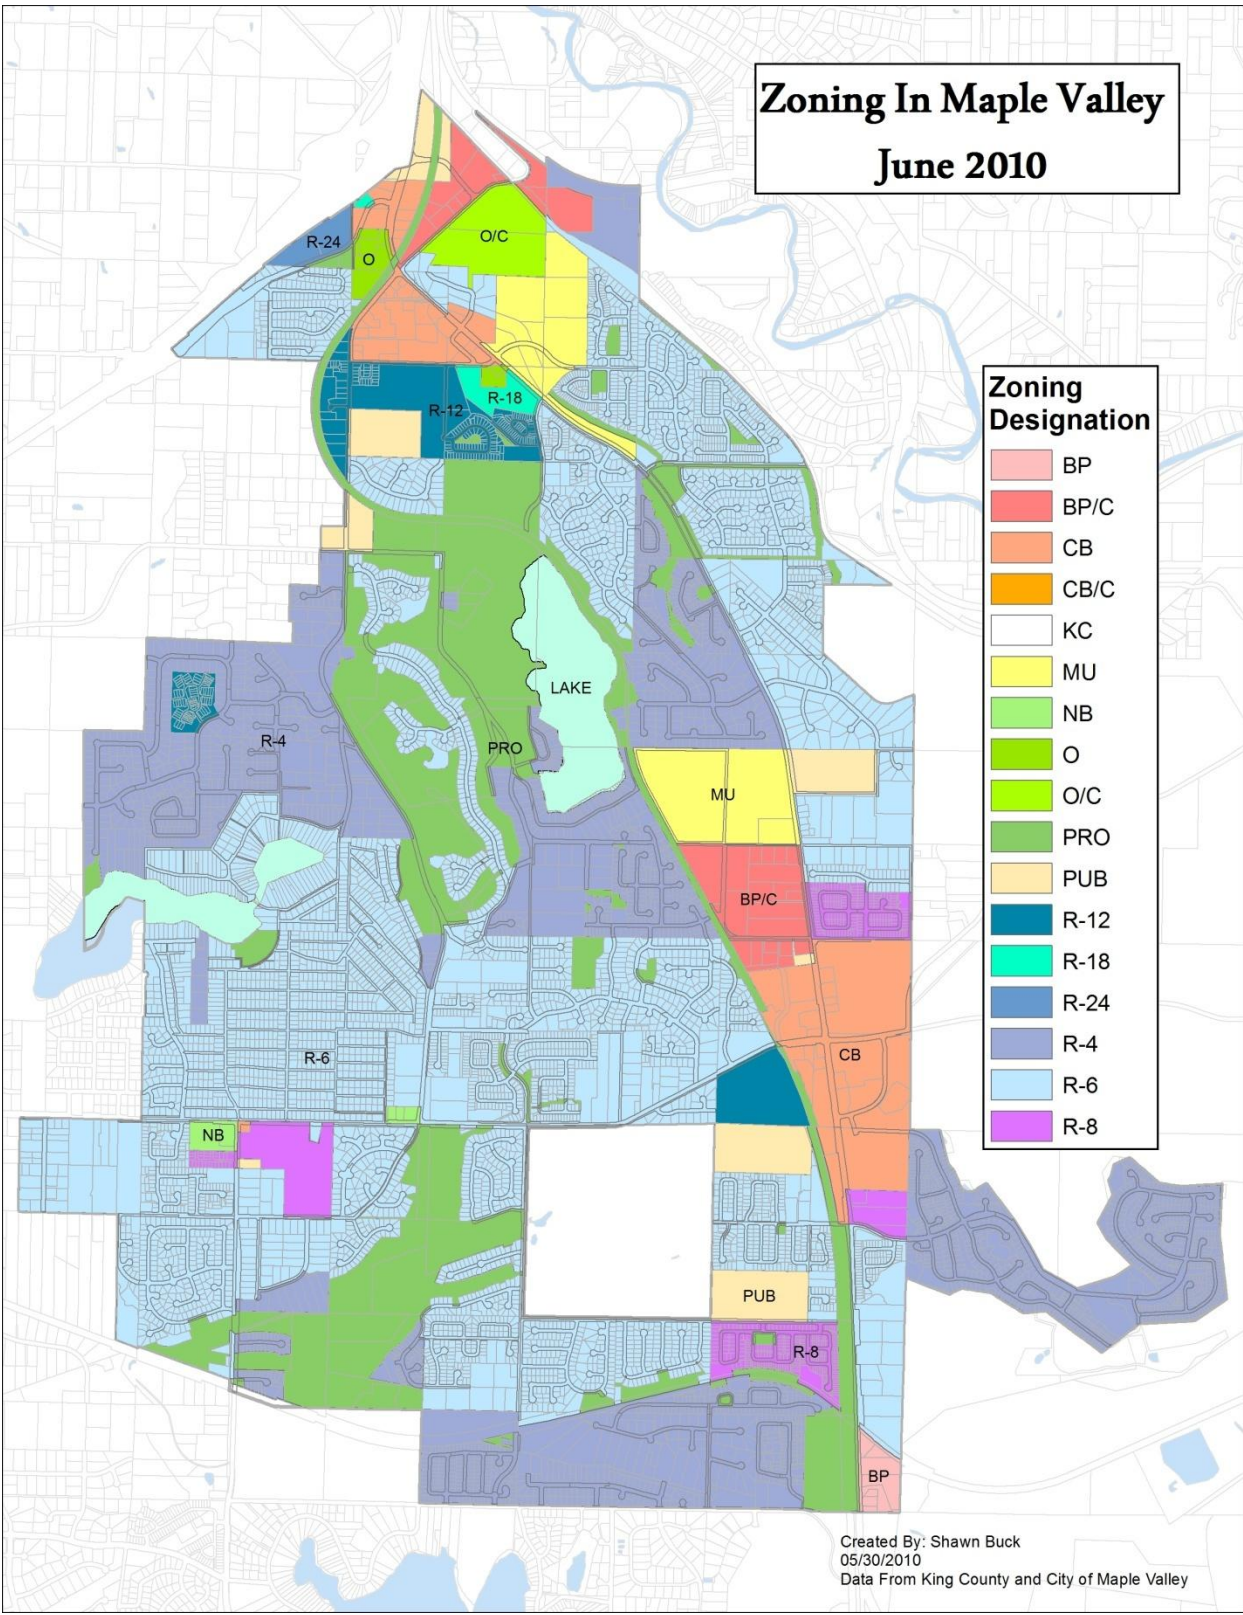 Zoning In Maple Valley
June 2010
R-24
O
O/C
R-12
R-18
LAKE
R-4
PRO
MU
BP/C
CB
R-6
NB
PUB
R-8
BP
Zoning
Designation
BP
BP/C
CB
CB/C
KC
MU
NB
O
O/C
PRO
PUB
R-12
R-18
R-24
R-4
R-6
R-8
Created By: Shawn Buck
05/30/2010
Data From King County and City of Maple Valley